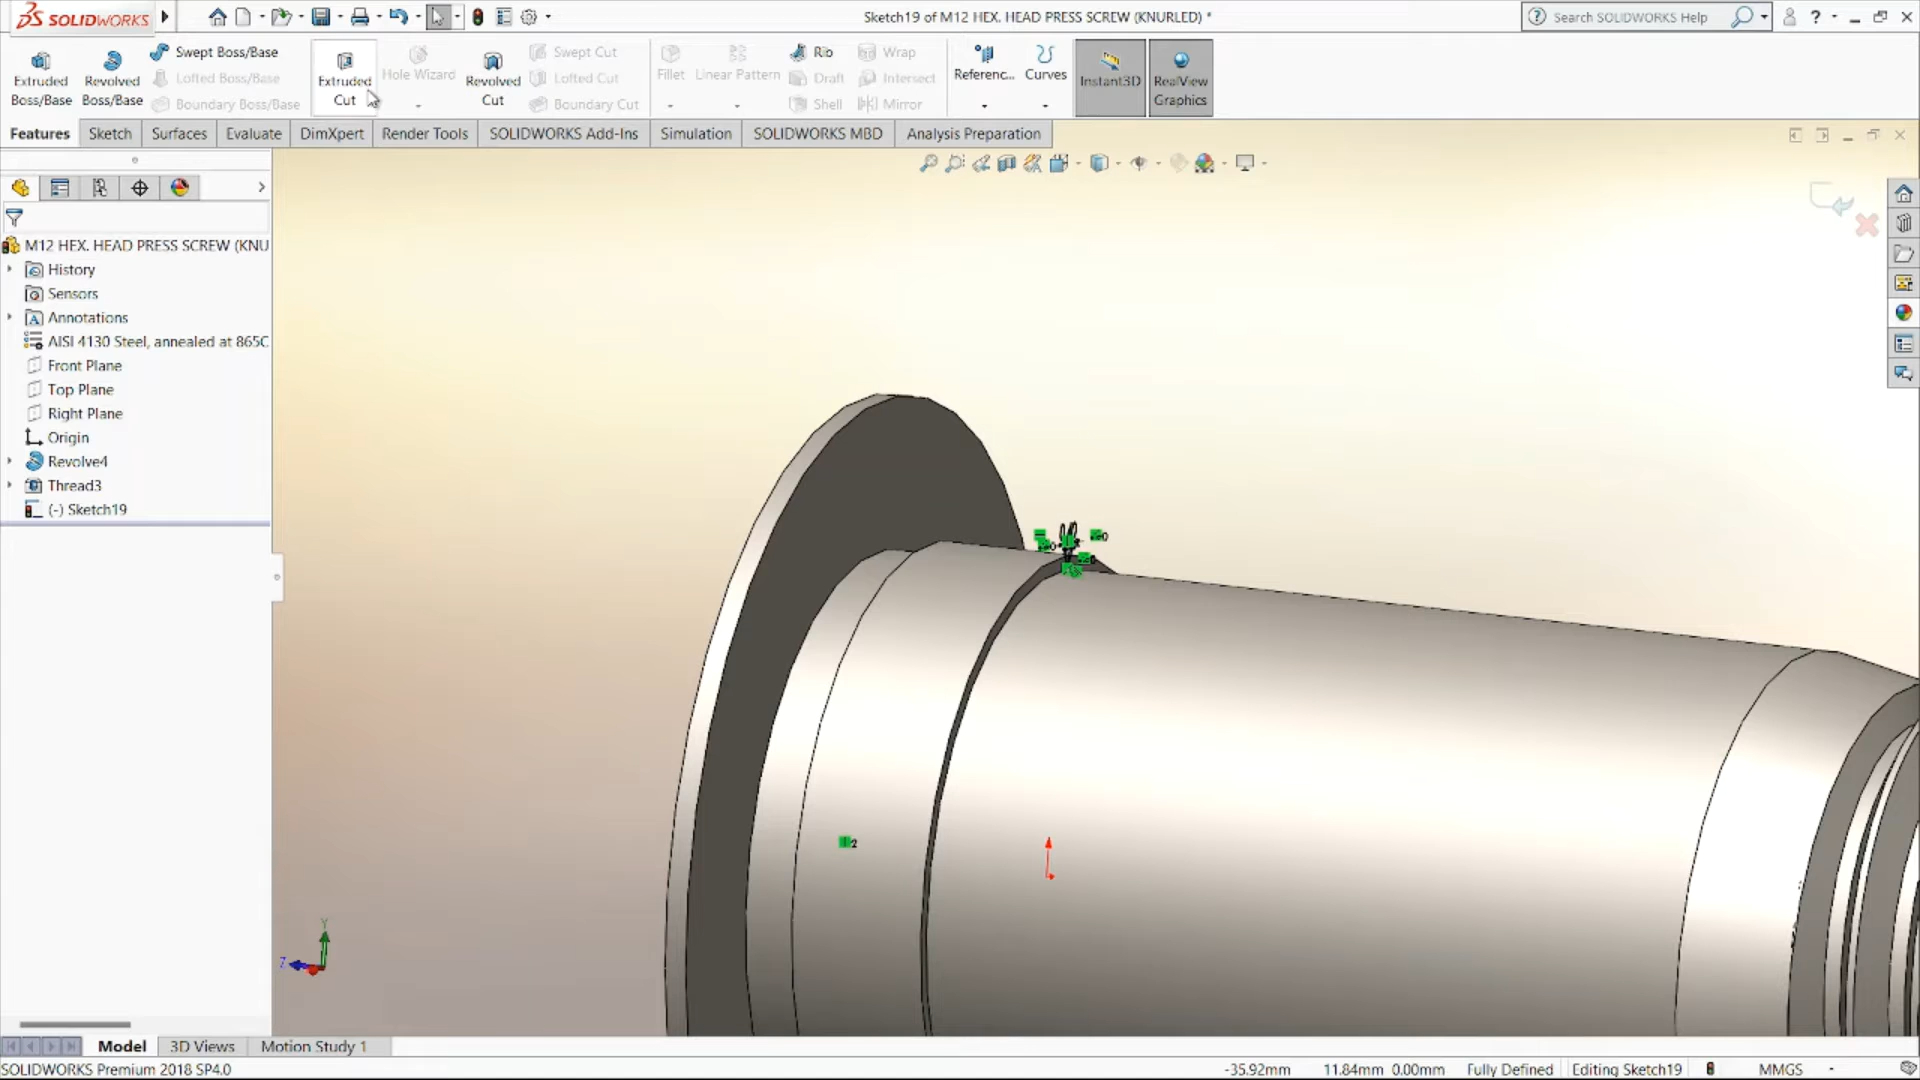 SOLIDWORKS
Sketch19 of M12 HEX. HEAD PRESS SCREW (KNURLED) *
Search SOLIDWORKS Help
?
Extruded Boss/Base
Revolved Boss/Base
Swept Boss/Base
Lofted Boss/Base
Boundary Boss/Base
Extruded Cut
Hole Wizard
Revolved Cut
Swept Cut
Lofted Cut
Boundary Cut
Fillet
Linear Pattern
Rib
Draft
Shell
Wrap
Intersect
Mirror
Referenc...
Curves
Instant3D
RealView Graphics
Features
Sketch
Surfaces
Evaluate
DimXpert
Render Tools
SOLIDWORKS Add-Ins
Simulation
SOLIDWORKS MBD
Analysis Preparation
M12 HEX. HEAD PRESS SCREW (KNU
History
Sensors
Annotations
AISI 4130 Steel, annealed at 865C
Front Plane
Top Plane
Right Plane
Origin
Revolve4
Thread3
(-) Sketch19
0
2
Y
Z
Model
3D Views
Motion Study 1
SOLIDWORKS Premium 2018 SP4.0
-35.92mm
11.84mm 0.00mm
Fully Defined
Editing Sketch19
MMGS